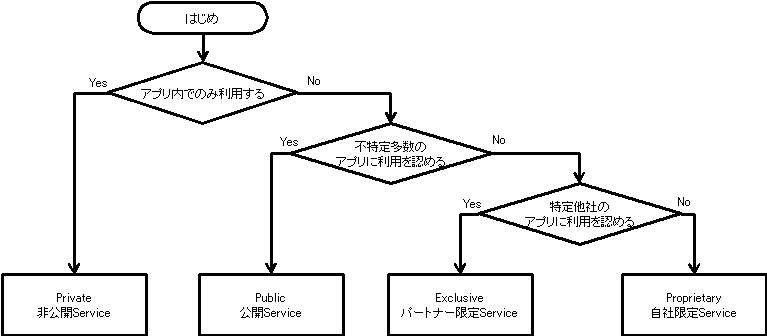 はじめ
Yes
アプリ内でのみ利用する
No
Yes
不特定多数の
アプリに利用を認める
No
Yes
特定他社の
アプリに利用を認める
No
Private
非公開Service
Public
公開Service
Exclusive
パートナー限定Service
Proprietary
自社限定Service